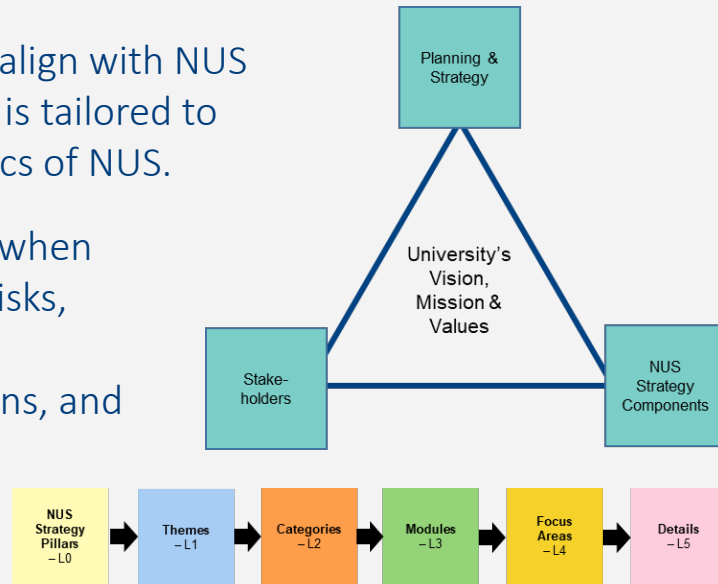 align with NUS
is tailored to
cs of NUS.
when
isks,
ns, and
Planning &
Strategy
University's
Vision,
Mission &
Values
Stake-
holders
NUS
Strategy
Components
NUS
Strategy
Pillars
– L0
Themes
– L1
Categories
– L2
Modules
– L3
Focus
Areas
– L4
Details
– L5